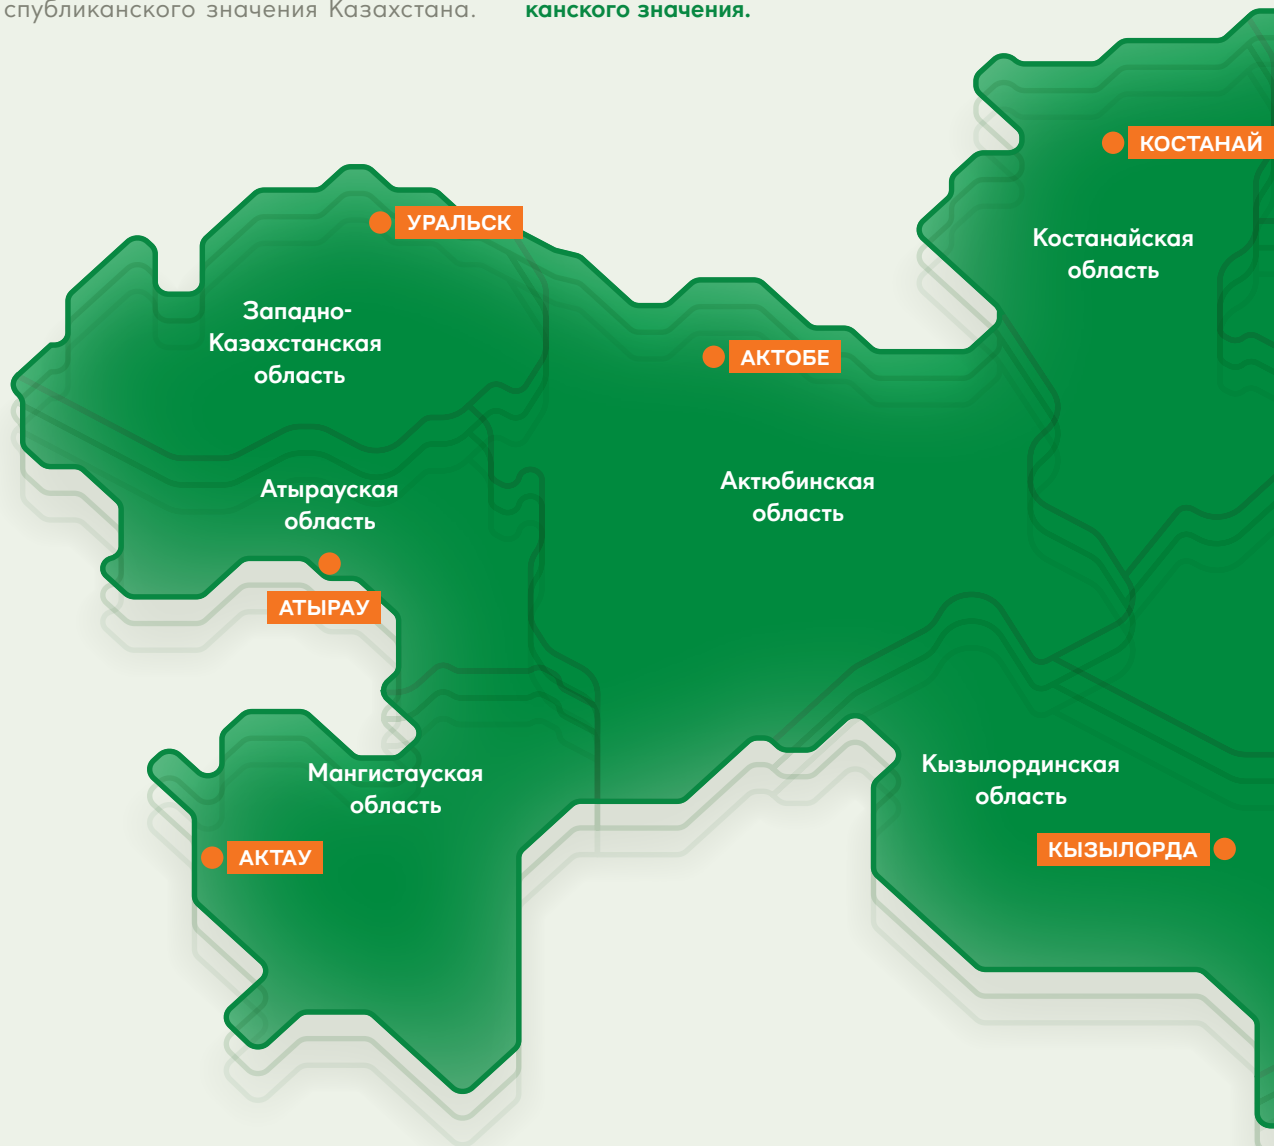 спубликанского значения Казахстана.
канского значения.
КОСТАНАЙ
УРАЛЬСК
Костанайская
область
Западно-
Казахстанская
область
АКТОБЕ
Атырауская
область
Актюбинская
область
АТЫРАУ
Мангистауская
область
Кызылординская
область
АКТАУ
КЫЗЫЛОРДА